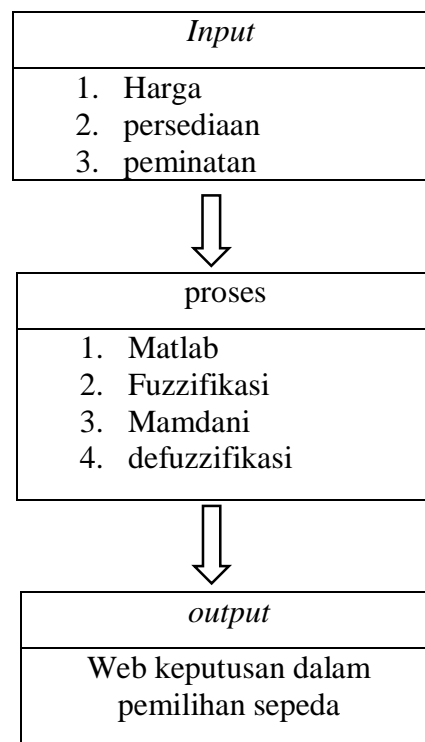 Input
1. Harga
2. persediaan
3. peminatan
proses
1. Matlab
2. Fuzzifikasi
3. Mamdani
4. defuzzifikasi
output
Web keputusan dalam
pemilihan sepeda